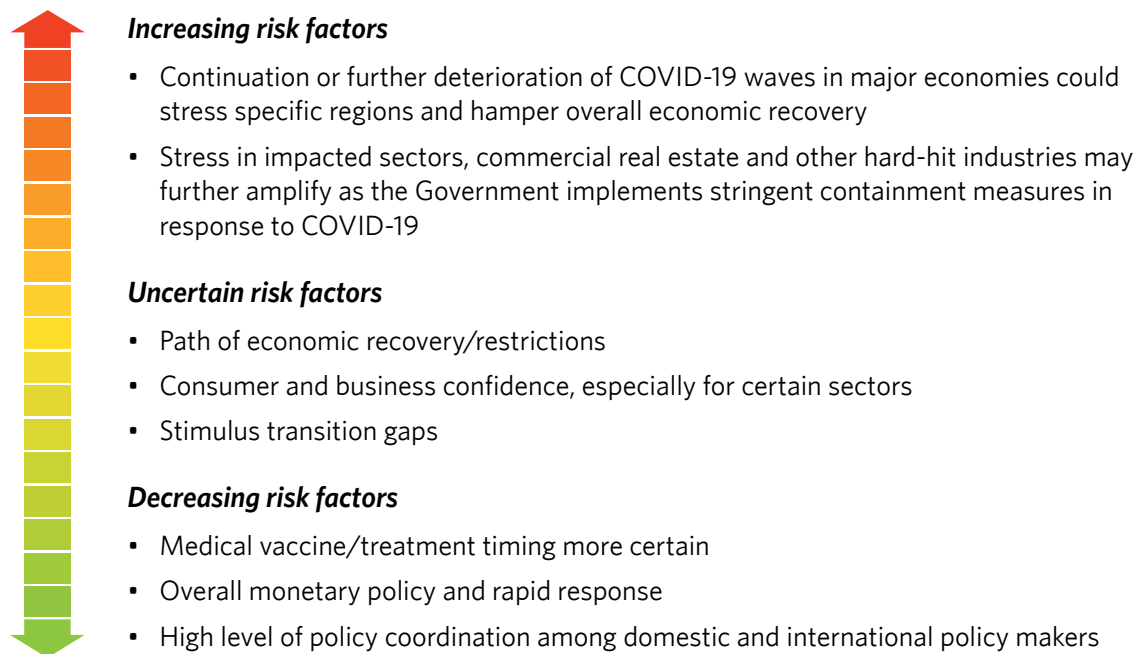 Increasing risk factors
• Continuation or further deterioration of COVID-19 waves in major economies could
stress specific regions and hamper overall economic recovery
• Stress in impacted sectors, commercial real estate and other hard-hit industries may
further amplify as the Government implements stringent containment measures in
response to COVID-19
Uncertain risk factors
• Path of economic recovery/restrictions
• Consumer and business confidence, especially for certain sectors
• Stimulus transition gaps
Decreasing risk factors
• Medical vaccine/treatment timing more certain
• Overall monetary policy and rapid response
• High level of policy coordination among domestic and international policy makers